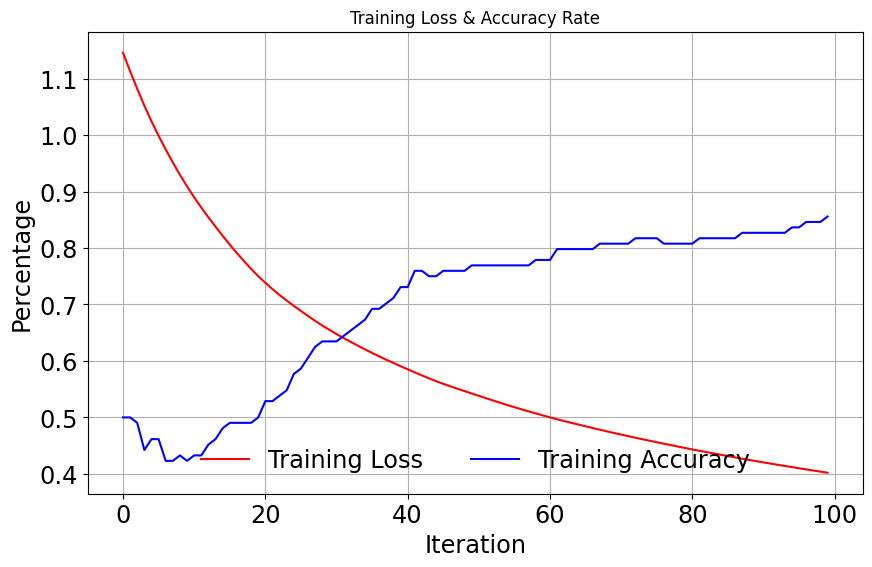 Training Loss & Accuracy Rate
Percentage
1.1
1.0
0.9
0.8
0.7
0.6
0.5
0.4
Training Loss Training Accuracy
0 20 40 60 80 100
Iteration